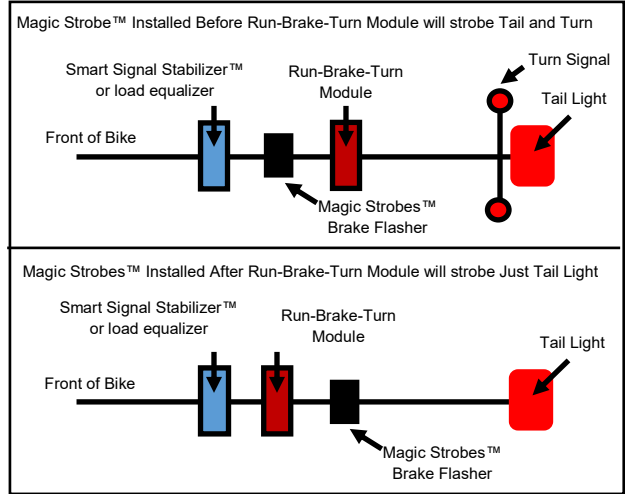 Magic Strobe™ Installed Before Run-Brake-Turn Module will strobe Tail and Turn
Smart Signal Stabilizer™
or load equalizer
Run-Brake-Turn
Module
Turn Signal
Tail Light
Front of Bike
Magic Strobes™
Brake Flasher
Magic Strobes™ Installed After Run-Brake-Turn Module will strobe Just Tail Light
Smart Signal Stabilizer™
or load equalizer
Run-Brake-Turn
Module
Tail Light
Front of Bike
Magic Strobes™
Brake Flasher